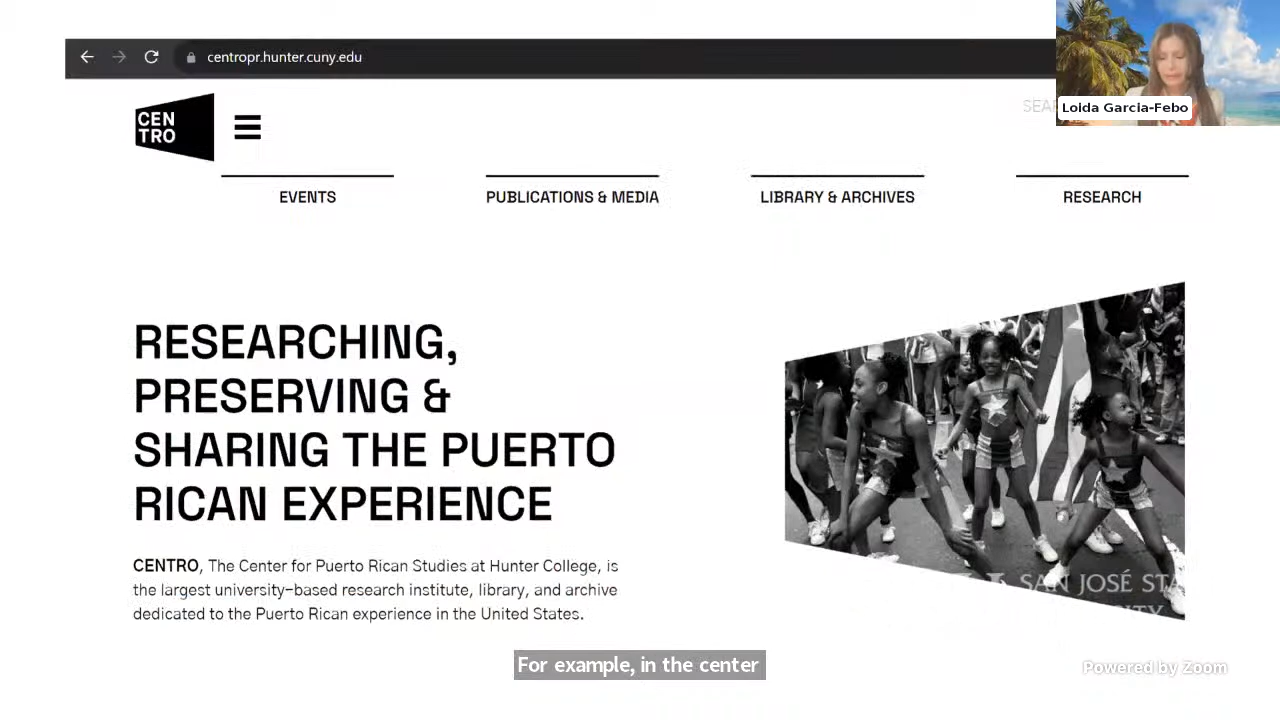 centropr.hunter.cuny.edu
CEN
TRO
Loida Garcia-Febo
EVENTS
PUBLICATIONS & MEDIA
LIBRARY & ARCHIVES
RESEARCH
RESEARCHING,
PRESERVING &
SHARING THE PUERTO
RICAN EXPERIENCE
CENTRO, The Center for Puerto Rican Studies at Hunter College, is
the largest university-based research institute, library, and archive
dedicated to the Puerto Rican experience in the United States.
SAN JOSÉ STA
For example, in the center
Powered by Zoom